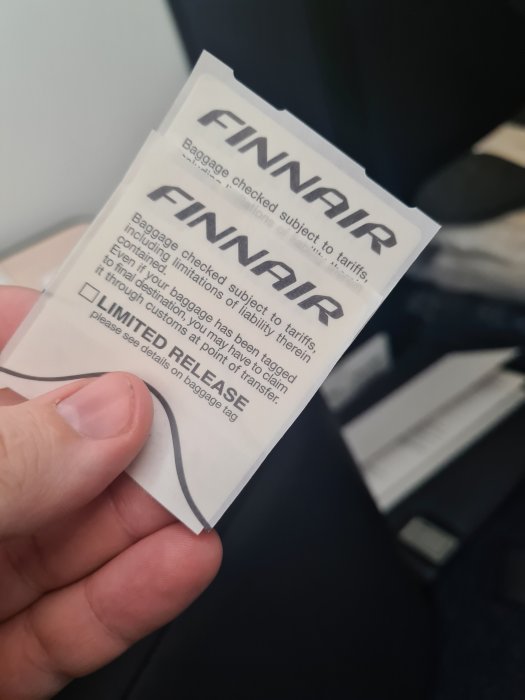 FINNAIR
Baggage checked subject to tariffs,
FINNAIR
Baggage checked subject to tariffs,
including limitations of liability therein
contained.
Even if your baggage has been tagged
to final destination, you may have to claim
it through customs at point of transfer.
LIMITED RELEASE
please see details on baggage tag